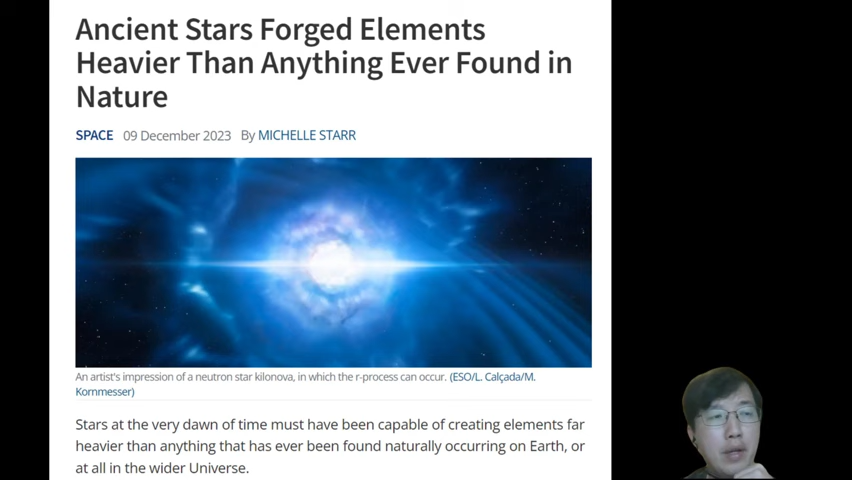 Ancient Stars Forged Elements
Heavier Than Anything Ever Found in
Nature
SPACE 09 December 2023 By MICHELLE STARR
An artist's impression of a neutron star kilonova, in which the r-process can occur. (ESO/L. Calçada/M.
Kornmesser)
Stars at the very dawn of time must have been capable of creating elements far
heavier than anything that has ever been found naturally occurring on Earth, or
at all in the wider Universe.